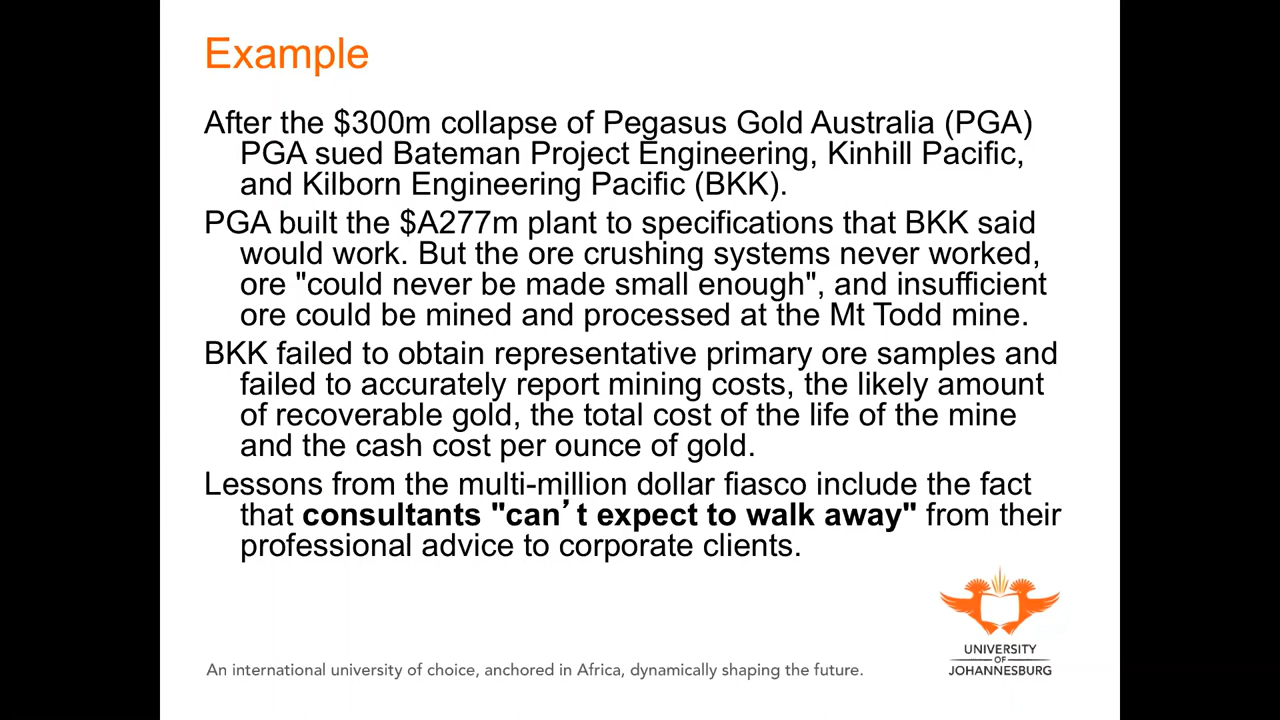 Example
After the $300m collapse of Pegasus Gold Australia (PGA)
PGA sued Bateman Project Engineering, Kinhill Pacific,
and Kilborn Engineering Pacific (BKK).
PGA built the $A277m plant to specifications that BKK said
would work. But the ore crushing systems never worked,
ore "could never be made small enough", and insufficient
ore could be mined and processed at the Mt Todd mine.
BKK failed to obtain representative primary ore samples and
failed to accurately report mining costs, the likely amount
of recoverable gold, the total cost of the life of the mine
and the cash cost per ounce of gold.
Lessons from the multi-million dollar fiasco include the fact
that consultants "can’t expect to walk away" from their
professional advice to corporate clients.
UNIVERSITY
OF
JOHANNESBURG
An international university of choice, anchored in Africa, dynamically shaping the future.